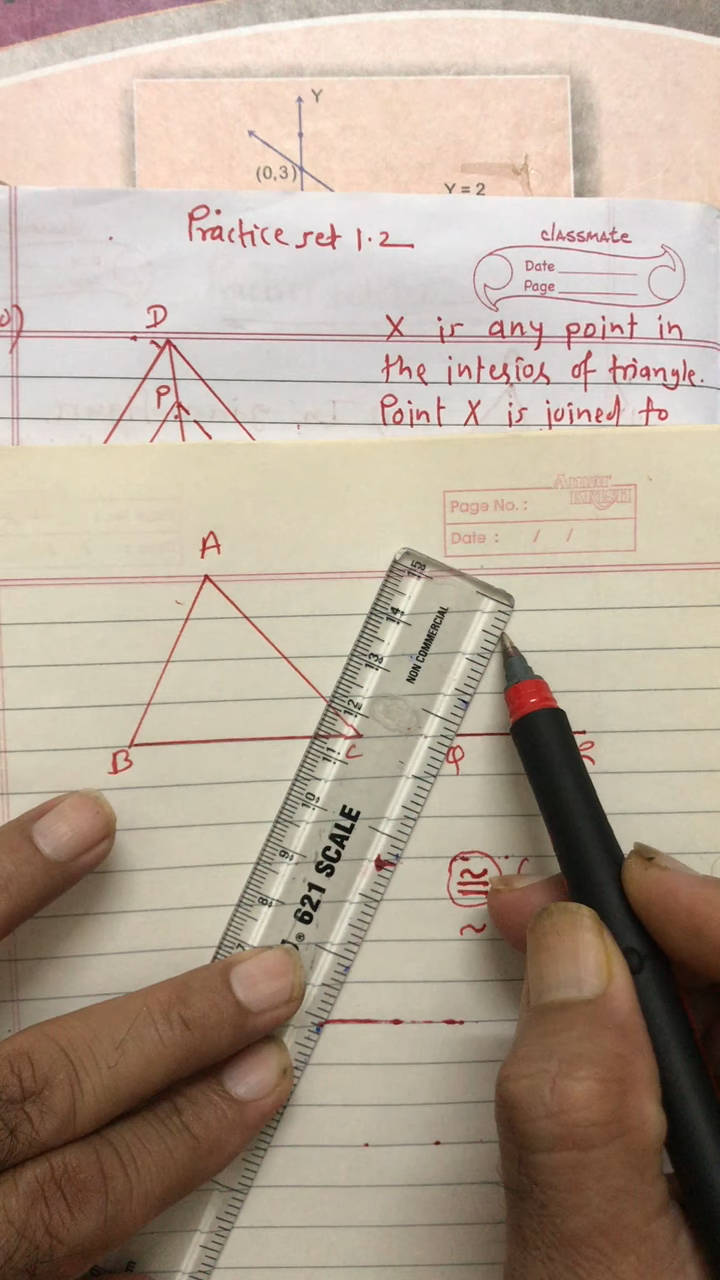 Y
(0,3)
Y = 2
Practice set 1.2
classmate
Date
Page
D
X is any point in
the interior of triangle.
P
Point X is joined to
Page No. :
Date : / /
A
15
14
NON COMMERCIAL
13
12
B
11
C
Q
10
9
8
7
621 SCALE